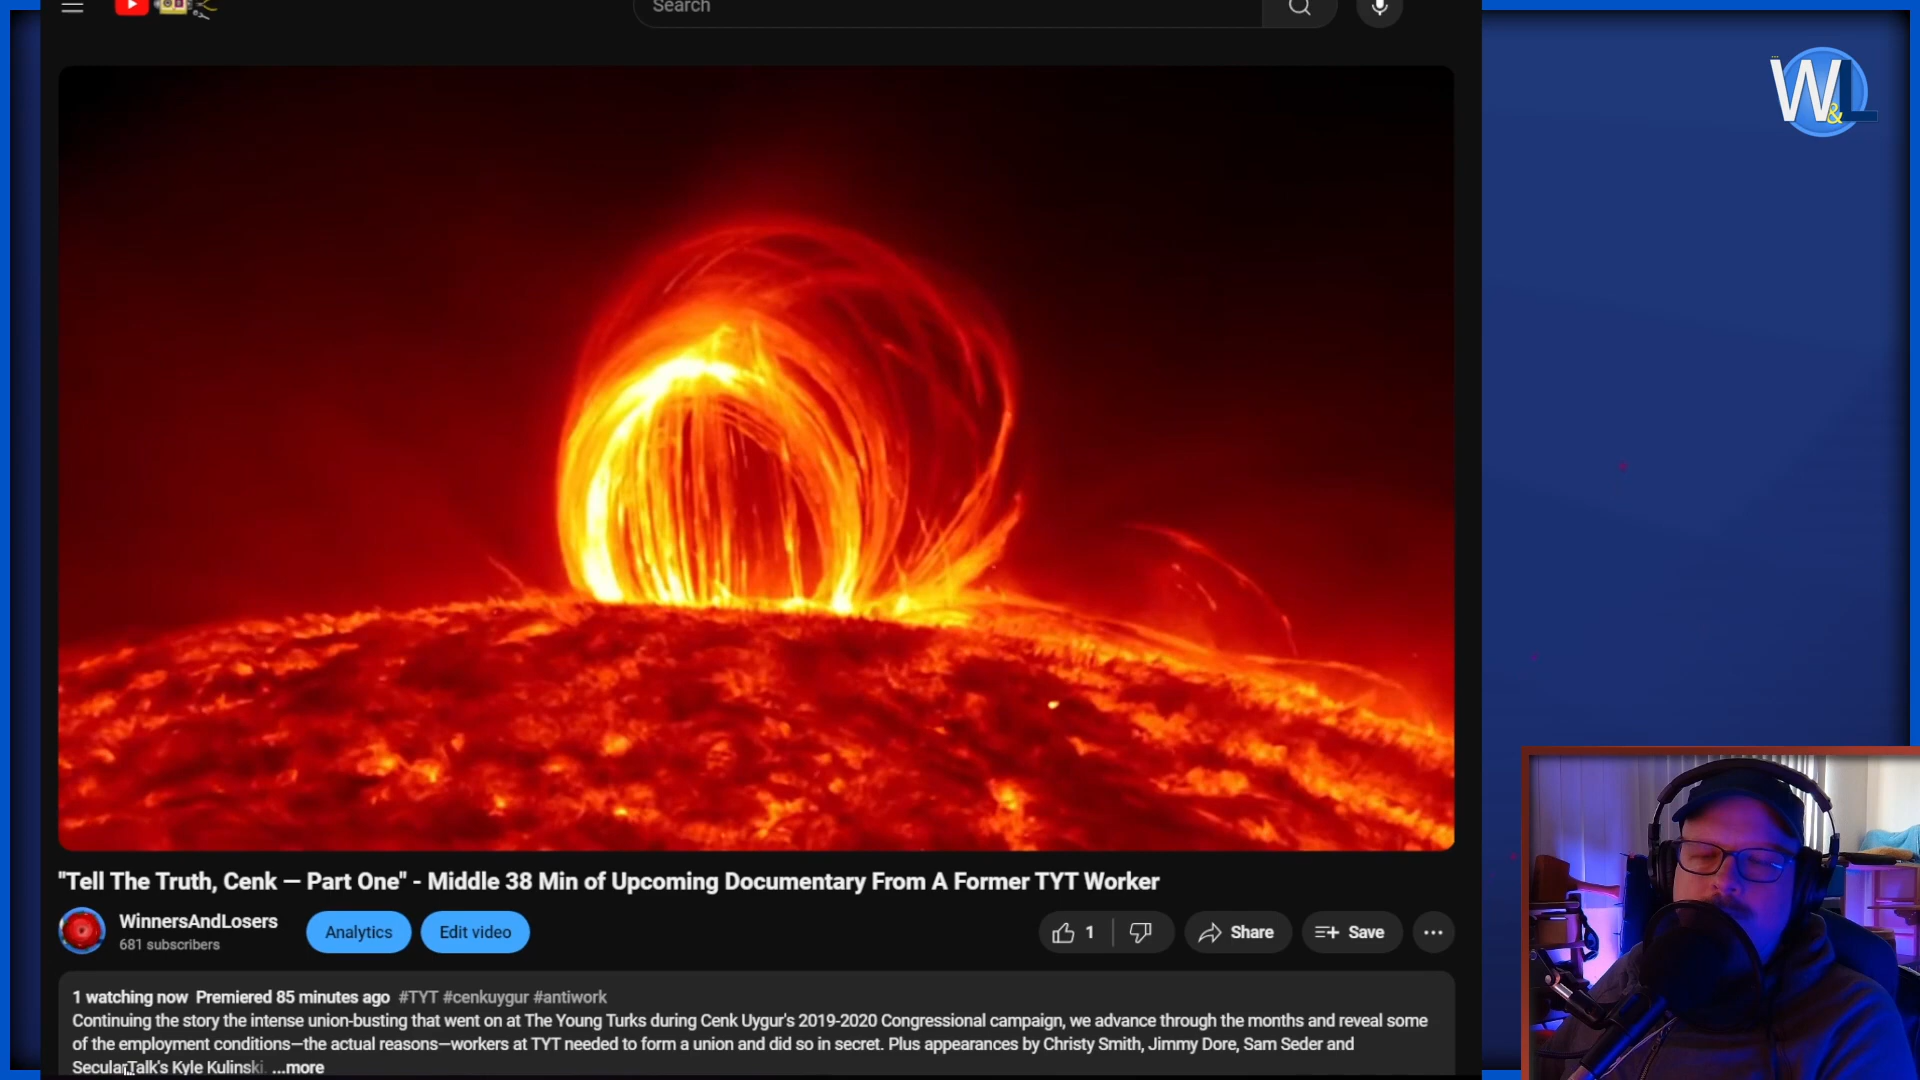 Search
W&L
"Tell The Truth, Cenk — Part One" - Middle 38 Min of Upcoming Documentary From A Former TYT Worker
WinnersAndLosers
681 subscribers
Analytics
Edit video
1
Share
Save
1 watching now Premiered 85 minutes ago #TYT #cenkuygur #antiwork
Continuing the story the intense union-busting that went on at The Young Turks during Cenk Uygur's 2019-2020 Congressional campaign, we advance through the months and reveal some
of the employment conditions—the actual reasons—workers at TYT needed to form a union and did so in secret. Plus appearances by Christy Smith, Jimmy Dore, Sam Seder and
SecularTalk's Kyle Kulinski. ...more